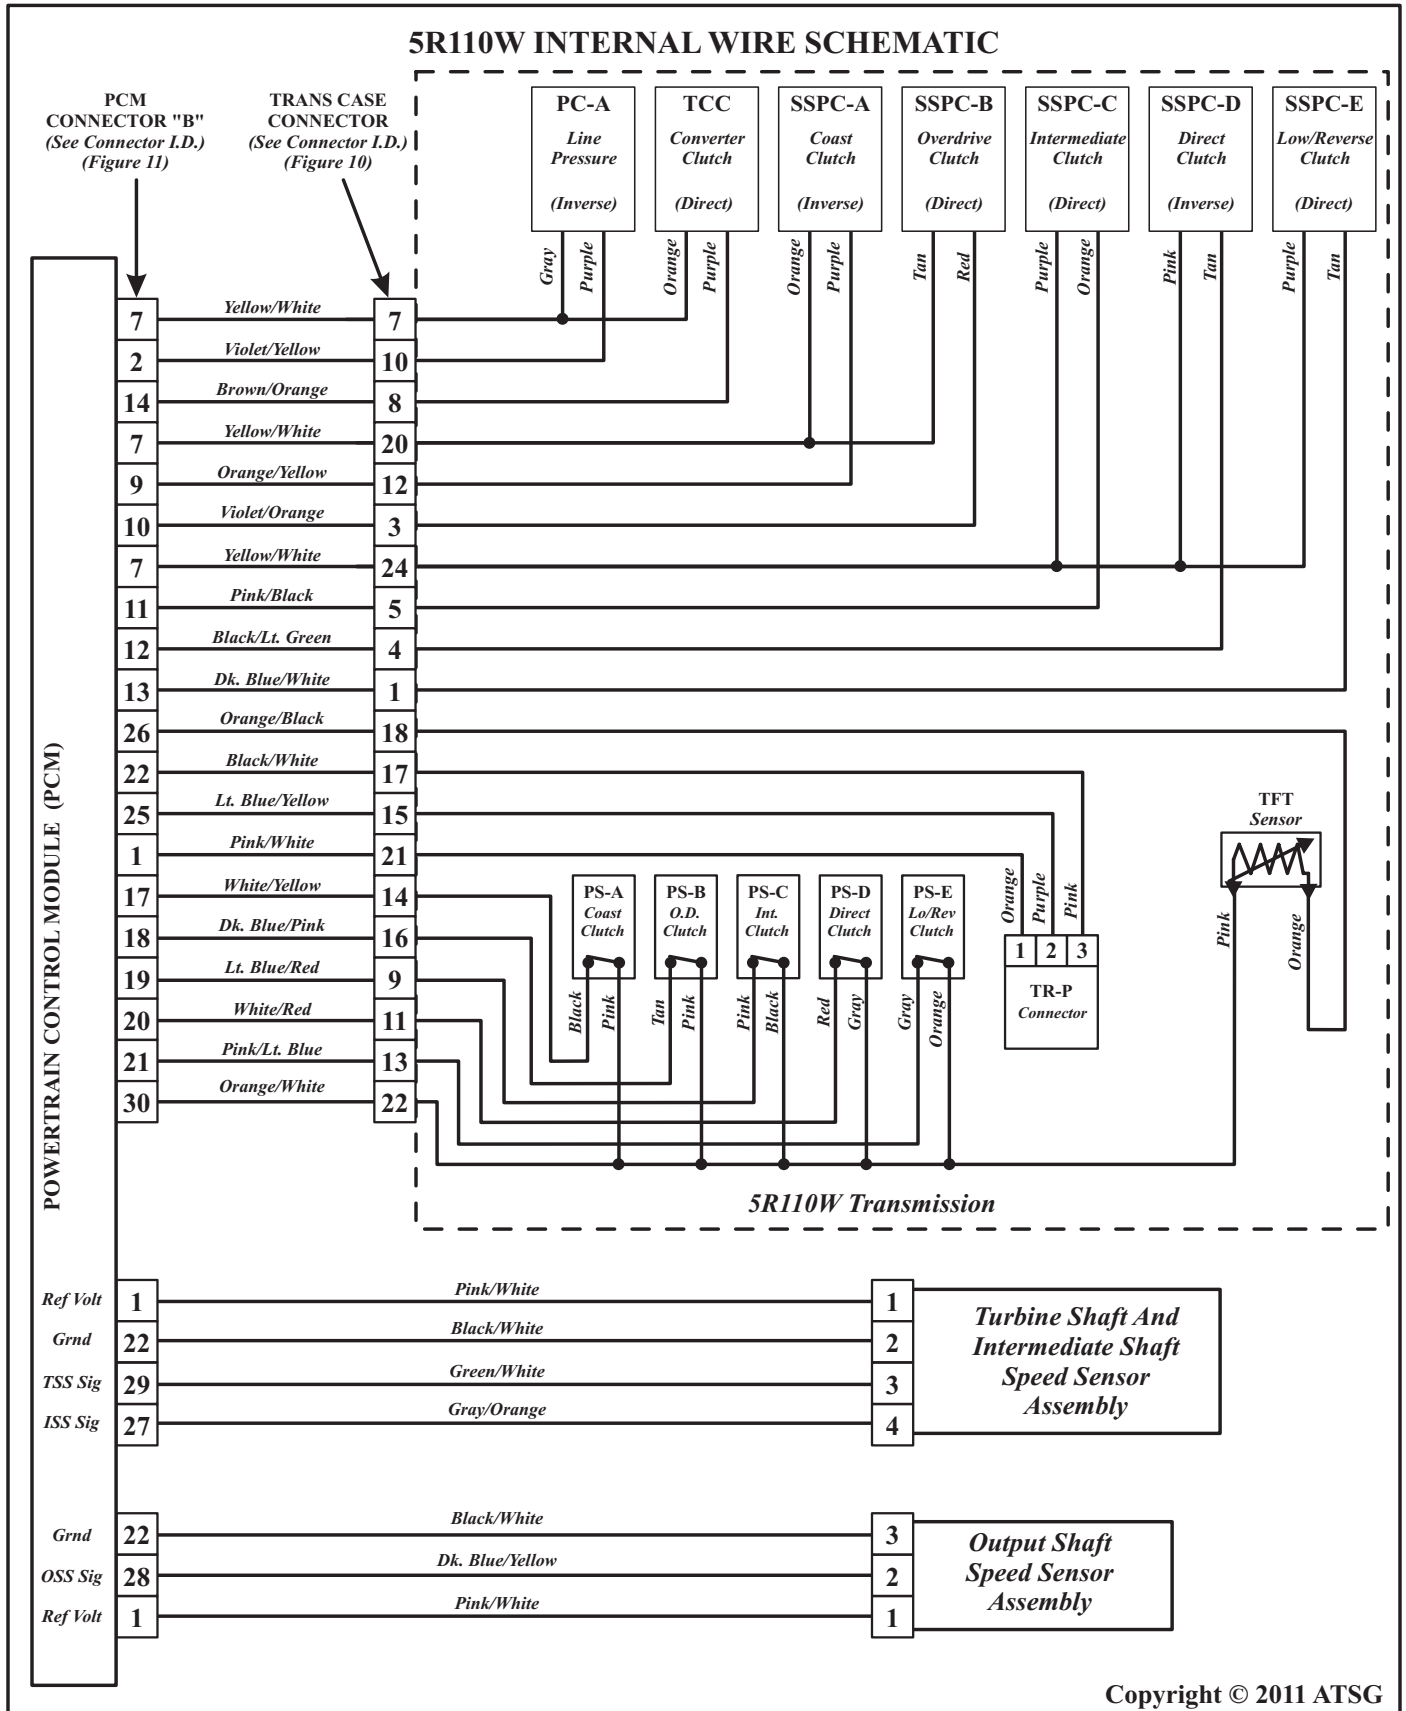 5R110W INTERNAL WIRE SCHEMATIC
PCM
CONNECTOR "B"
(See Connector I.D.)
(Figure 11)
TRANS CASE
CONNECTOR
(See Connector I.D.)
(Figure 10)
PC-A
Line
Pressure
(Inverse)
TCC
Converter
Clutch
(Direct)
SSPC-A
Coast
Clutch
(Inverse)
SSPC-B
Overdrive
Clutch
(Direct)
SSPC-C
Intermediate
Clutch
(Direct)
SSPC-D
Direct
Clutch
(Inverse)
SSPC-E
Low/Reverse
Clutch
(Direct)
Gray
Purple
Orange
Purple
Orange
Purple
Tan
Red
Purple
Orange
Pink
Tan
Purple
Tan
POWERTRAIN CONTROL MODULE (PCM)
7 Yellow/White 7
2 Violet/Yellow 10
14 Brown/Orange 8
7 Yellow/White 20
9 Orange/Yellow 12
10 Violet/Orange 3
7 Yellow/White 24
11 Pink/Black 5
12 Black/Lt. Green 4
13 Dk. Blue/White 1
26 Orange/Black 18
22 Black/White 17
25 Lt. Blue/Yellow 15
1 Pink/White 21
17 White/Yellow 14
18 Dk. Blue/Pink 16
19 Lt. Blue/Red 9
20 White/Red 11
21 Pink/Lt. Blue 13
30 Orange/White 22
PS-A
Coast
Clutch
PS-B
O.D.
Clutch
PS-C
Int.
Clutch
PS-D
Direct
Clutch
PS-E
Lo/Rev
Clutch
Black
Pink
Tan
Pink
Pink
Black
Red
Gray
Gray
Orange
Orange
Purple
Pink
1 2 3
TR-P
Connector
TFT
Sensor
Pink
Orange
5R110W Transmission
Ref Volt 1 Pink/White 1
Grnd 22 Black/White 2
TSS Sig 29 Green/White 3
ISS Sig 27 Gray/Orange 4
Turbine Shaft And
Intermediate Shaft
Speed Sensor
Assembly
Grnd 22 Black/White 3
OSS Sig 28 Dk. Blue/Yellow 2
Ref Volt 1 Pink/White 1
Output Shaft
Speed Sensor
Assembly
Copyright © 2011 ATSG